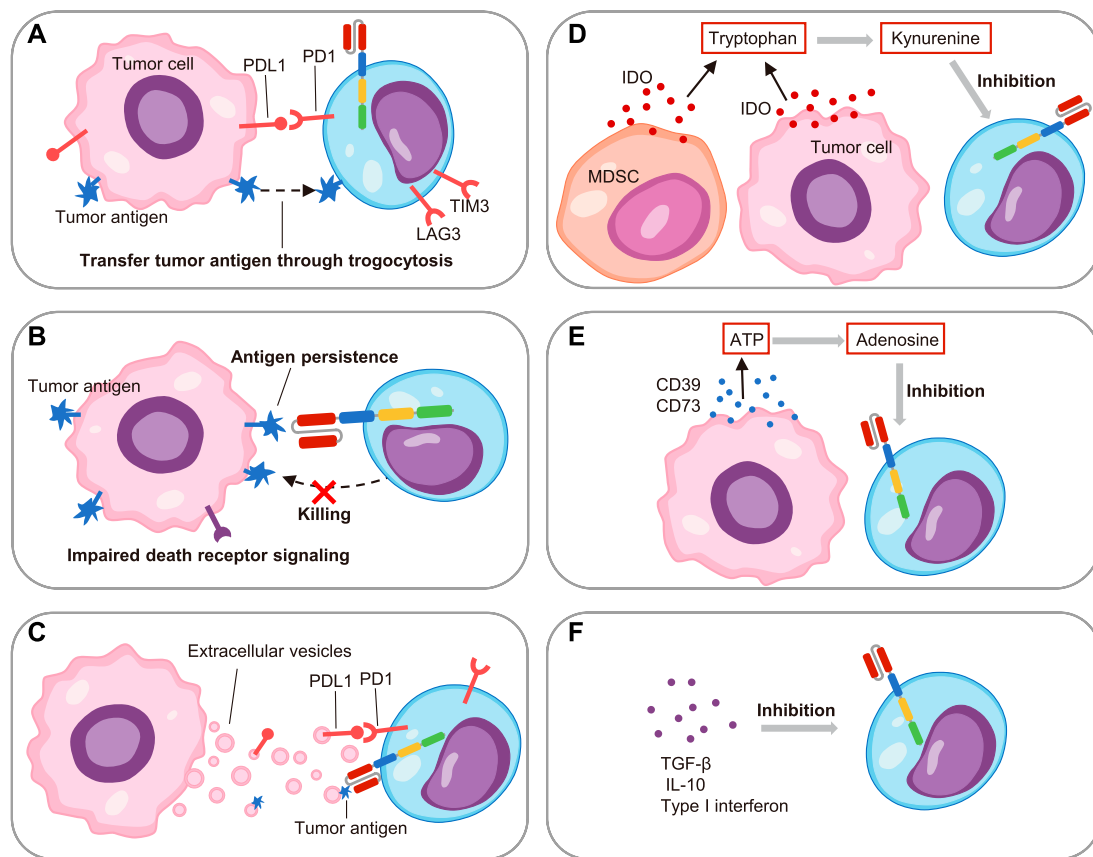 A
Tumor cell
PDL1
PD1
Tumor antigen
TIM3
LAG3
Transfer tumor antigen through trogocytosis
B
Antigen persistence
Tumor antigen
Killing
Impaired death receptor signaling
C
Extracellular vesicles
PDL1
PD1
Tumor antigen
D
Tryptophan
Kynurenine
IDO
Inhibition
IDO
Tumor cell
MDSC
E
ATP
Adenosine
CD39
CD73
Inhibition
F
Inhibition
TGF-β
IL-10
Type I interferon